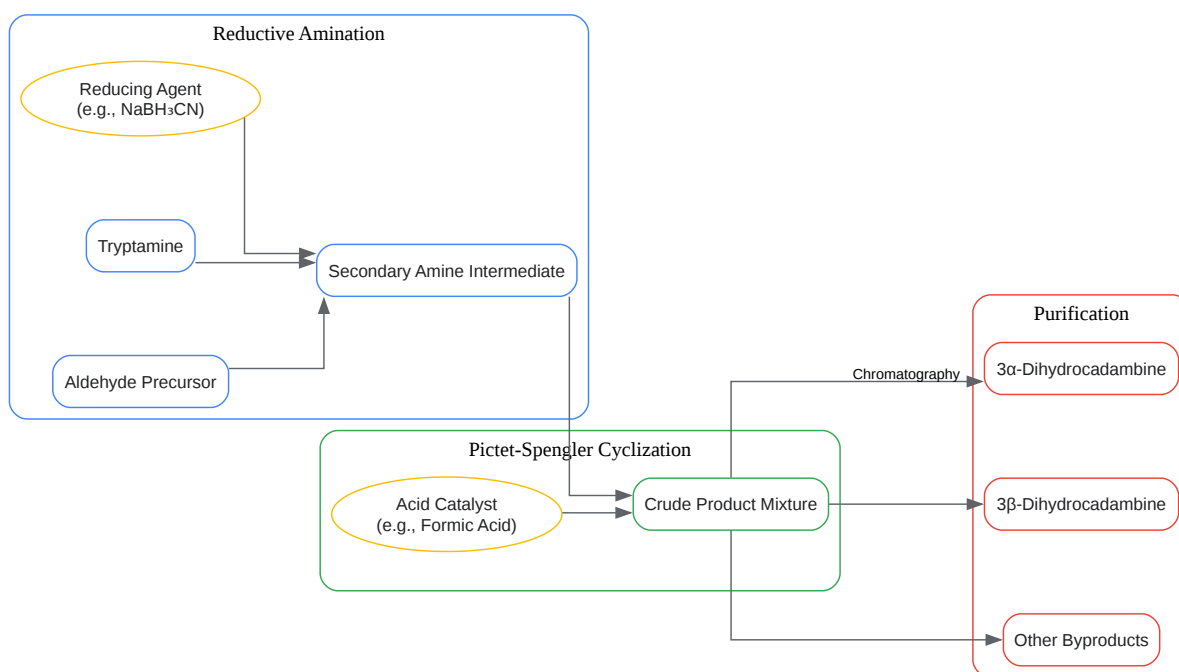 Reductive Amination
Reducing Agent
(e.g., NaBH₃CN)
Tryptamine
Secondary Amine Intermediate
Aldehyde Precursor
Pictet-Spengler Cyclization
Acid Catalyst
(e.g., Formic Acid)
Crude Product Mixture
Chromatography
Purification
3α-Dihydrocadambine
3β-Dihydrocadambine
Other Byproducts